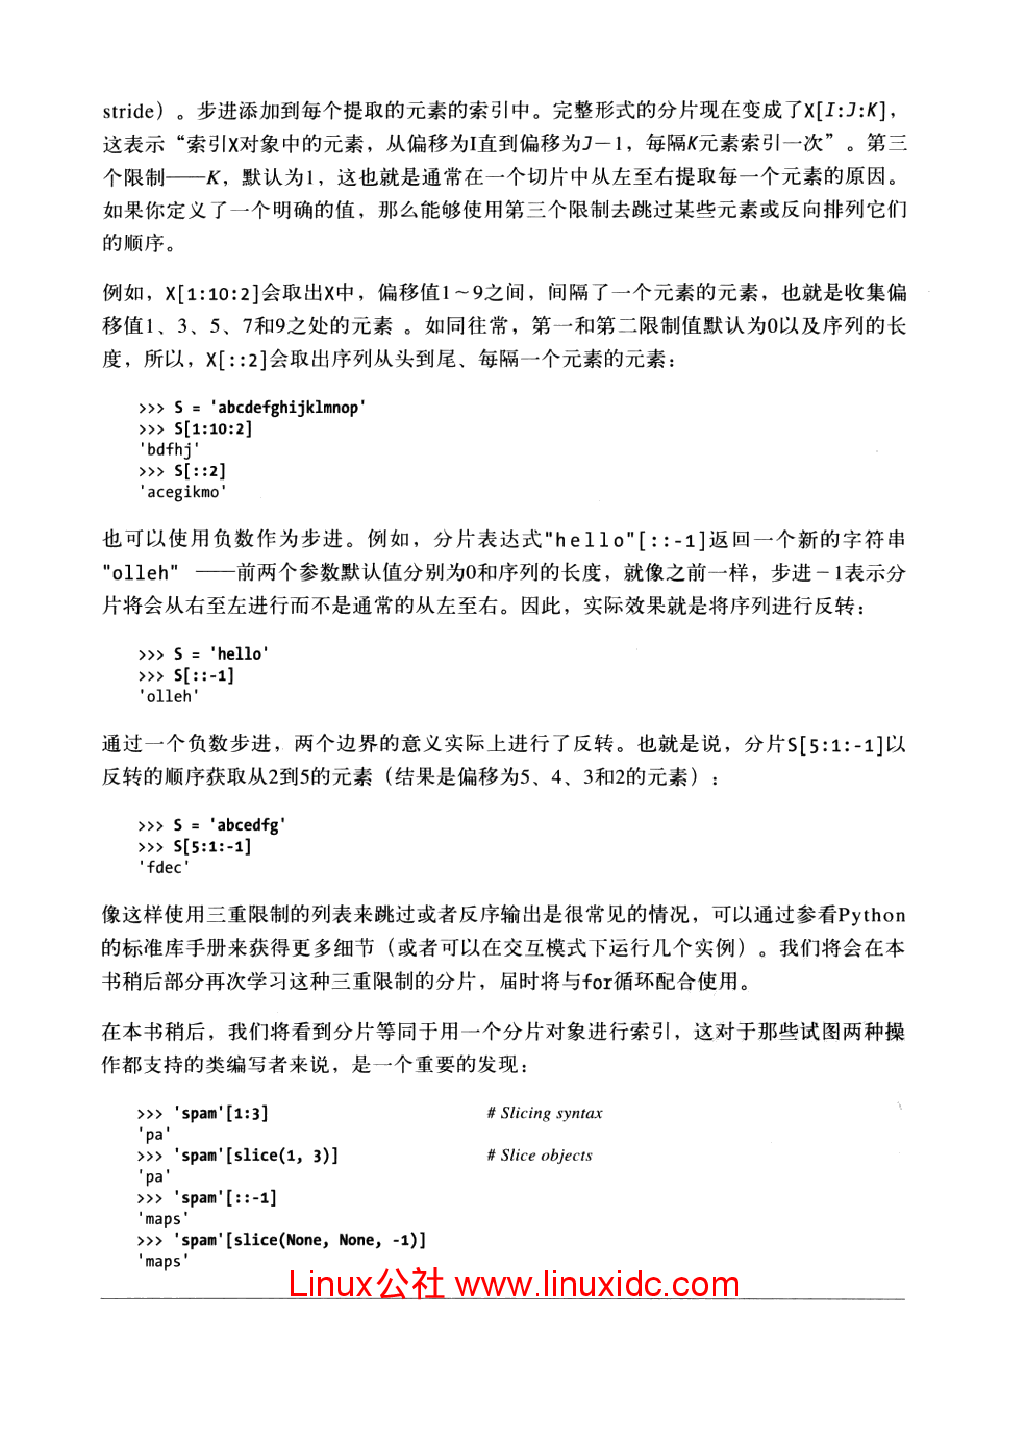 stride）。步进添加到每个提取的元素的索引中。完整形式的分片现在变成了X[I:J:K]，
这表示“索引X对象中的元素，从偏移为I直到偏移为J－1，每隔K元素索引一次”。第三
个限制——K，默认为1，这也就是通常在一个切片中从左至右提取每一个元素的原因。
如果你定义了一个明确的值，那么能够使用第三个限制去跳过某些元素或反向排列它们
的顺序。
例如，X[1:10:2]会取出X中，偏移值1～9之间，间隔了一个元素的元素，也就是收集偏
移值1、3、5、7和9之处的元素 。如同往常，第一和第二限制值默认为0以及序列的长
度，所以，X[::2]会取出序列从头到尾、每隔一个元素的元素：
>>> S = 'abcdefghijklmnop'
>>> S[1:10:2]
'bdfhj'
>>> S[::2]
'acegikmo'
也可以使用负数作为步进。例如，分片表达式"hello"[::-1]返回一个新的字符串
"olleh" ——前两个参数默认值分别为0和序列的长度，就像之前一样，步进－1表示分
片将会从右至左进行而不是通常的从左至右。因此，实际效果就是将序列进行反转：
>>> S = 'hello'
>>> S[::-1]
'olleh'
通过一个负数步进，两个边界的意义实际上进行了反转。也就是说，分片S[5:1:-1]以
反转的顺序获取从2到5的元素（结果是偏移为5、4、3和2的元素）：
>>> S = 'abcedfg'
>>> S[5:1:-1]
'fdec'
像这样使用三重限制的列表来跳过或者反序输出是很常见的情况，可以通过参看Python
的标准库手册来获得更多细节（或者可以在交互模式下运行几个实例）。我们将会在本
书稍后部分再次学习这种三重限制的分片，届时将与for循环配合使用。
在本书稍后，我们将看到分片等同于用一个分片对象进行索引，这对于那些试图两种操
作都支持的类编写者来说，是一个重要的发现：
>>> 'spam'[1:3] # Slicing syntax
'pa'
>>> 'spam'[slice(1, 3)] # Slice objects
'pa'
>>> 'spam'[::-1]
'maps'
>>> 'spam'[slice(None, None, -1)]
'maps'
Linux公社 www.linuxidc.com